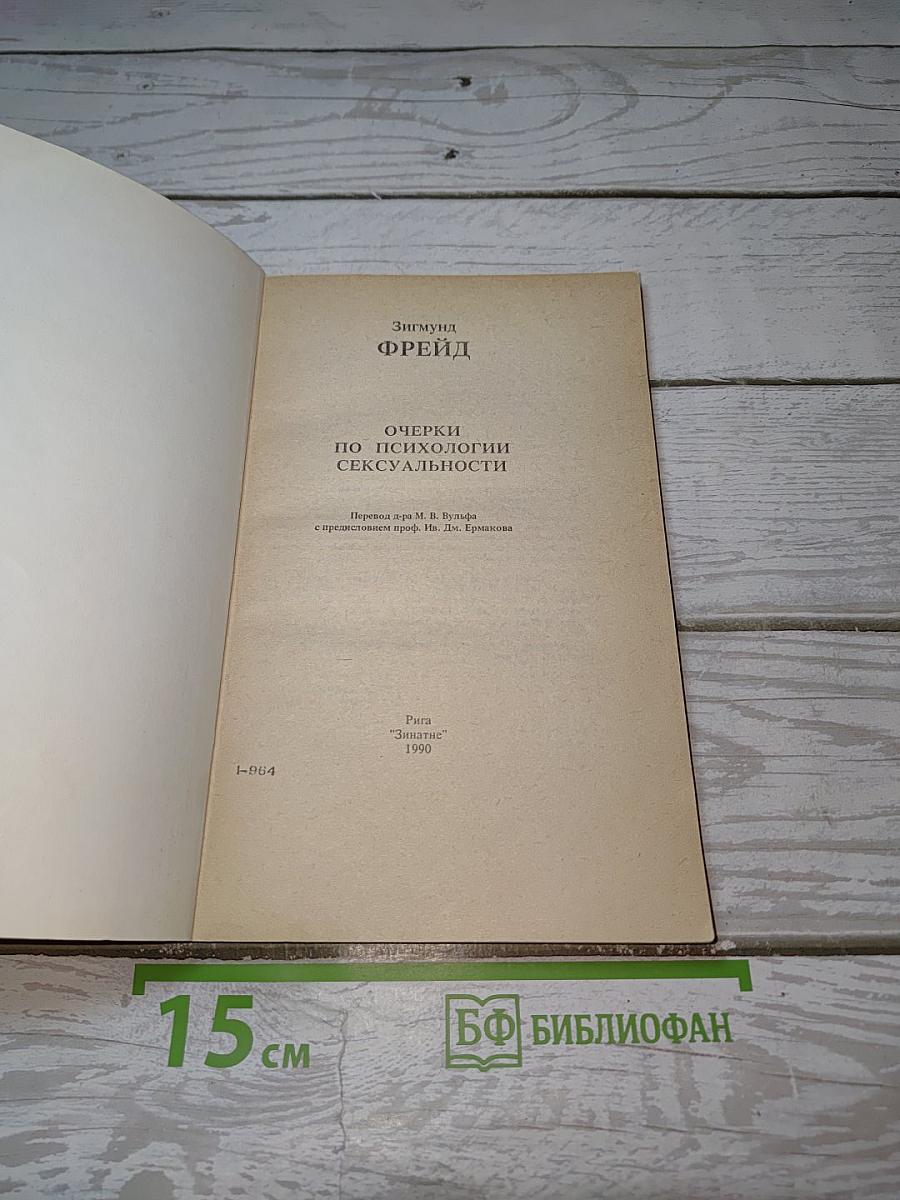 Зигмунд
ФРЕЙД
ОЧЕРКИ
ПО ПСИХОЛОГИИ
СЕКСУАЛЬНОСТИ
Перевод д-ра М. В. Вульфа
с предисловием проф. Ив. Дм. Ермакова
Рига
"Зинатне"
1990
1-964
15 см
БФ БИБЛИОФАН